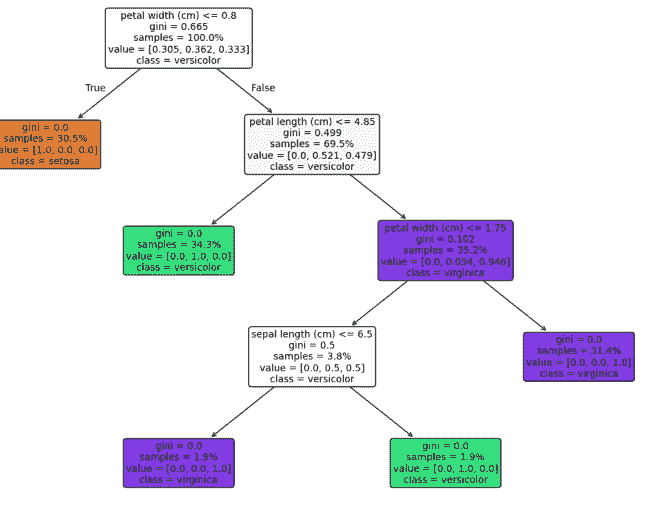 petal width (cm) <= 0.8
gini = 0.665
samples = 100.0%
value = [0.305, 0.362, 0.333]
class = versicolor
True
False
gini = 0.0
samples = 30.5%
alue = [1.0, 0.0, 0.0]
class = setosa
petal length (cm) <= 4.85
gini = 0.499
samples = 69.5%
value = [0.0, 0.521, 0.479]
class = versicolor
gini = 0.0
samples = 34.3%
value = [0.0, 1.0, 0.0]
class = versicolor
petal width (cm) <= 1.75
gini = 0.102
samples = 35.2%
value = [0.0, 0.054, 0.946]
class = virginica
sepal length (cm) <= 6.5
gini = 0.5
samples = 3.8%
value = [0.0, 0.5, 0.5]
class = versicolor
gini = 0.0
samples = 31.4%
value = [0.0, 0.0, 1.0]
class = virginica
gini = 0.0
samples = 1.9%
value = [0.0, 0.0, 1.0]
class = virginica
gini = 0.0
samples = 1.9%
value = [0.0, 1.0, 0.0]
class = versicolor